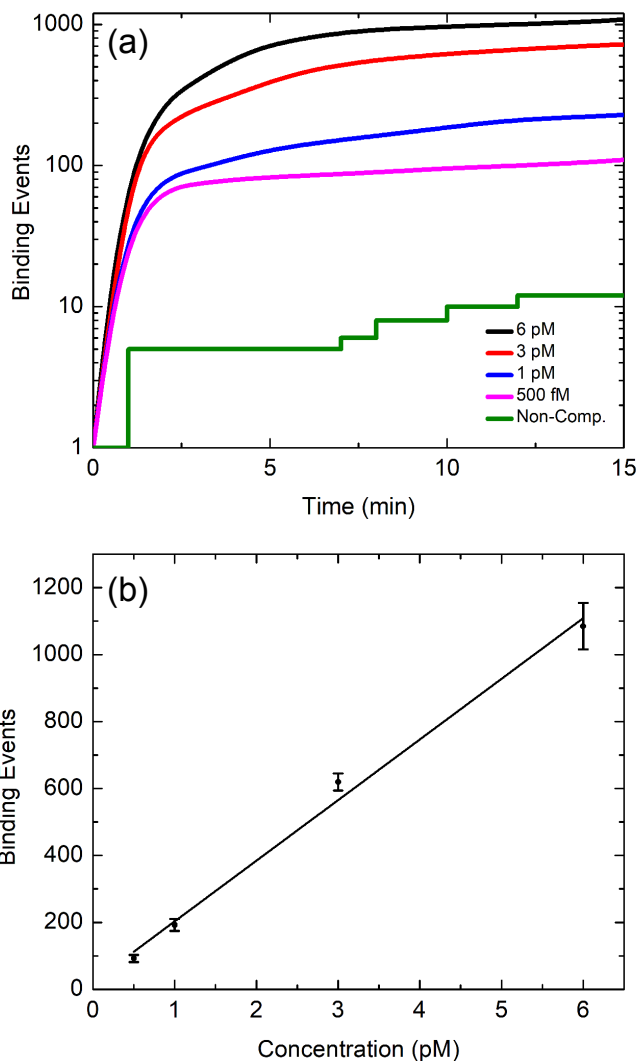 (a)
1000
100
10
1
Binding Events
6 pM
3 pM
1 pM
500 fM
Non-Comp.
0 5 10 15
Time (min)
(b)
1200
1000
800
600
400
200
0
Binding Events
0 1 2 3 4 5 6
Concentration (pM)